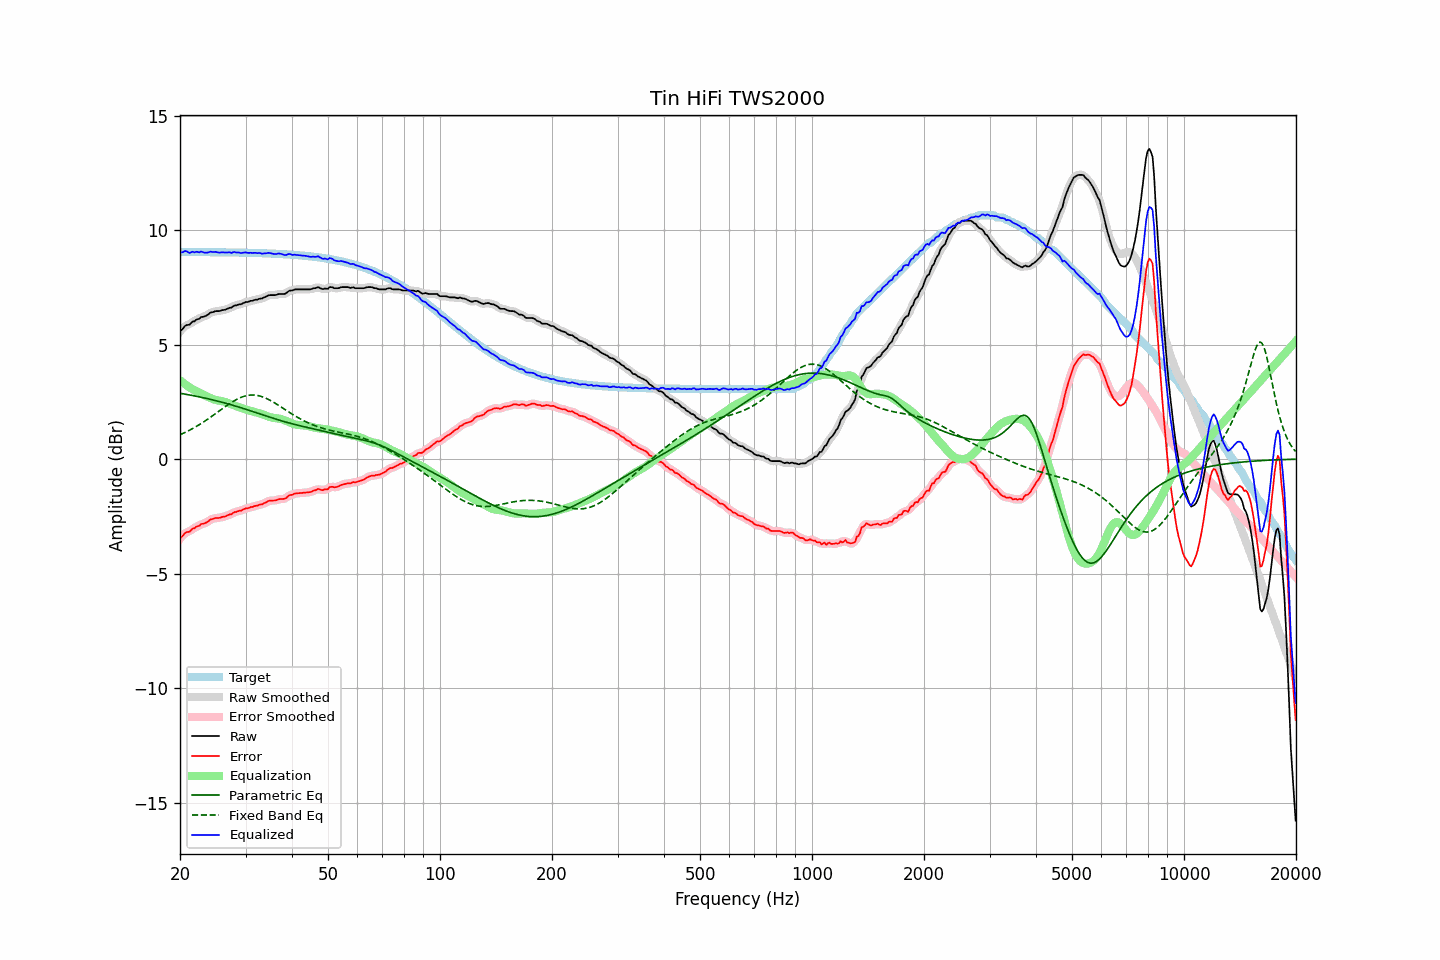 Tin HiFi TWS2000
15
10
5
0
−5
−10
−15
Amplitude (dBr)
Target
Raw Smoothed
Error Smoothed
Raw
Error
Equalization
Parametric Eq
Fixed Band Eq
Equalized
20 50 100 200 500 1000 2000 5000 10000 20000
Frequency (Hz)